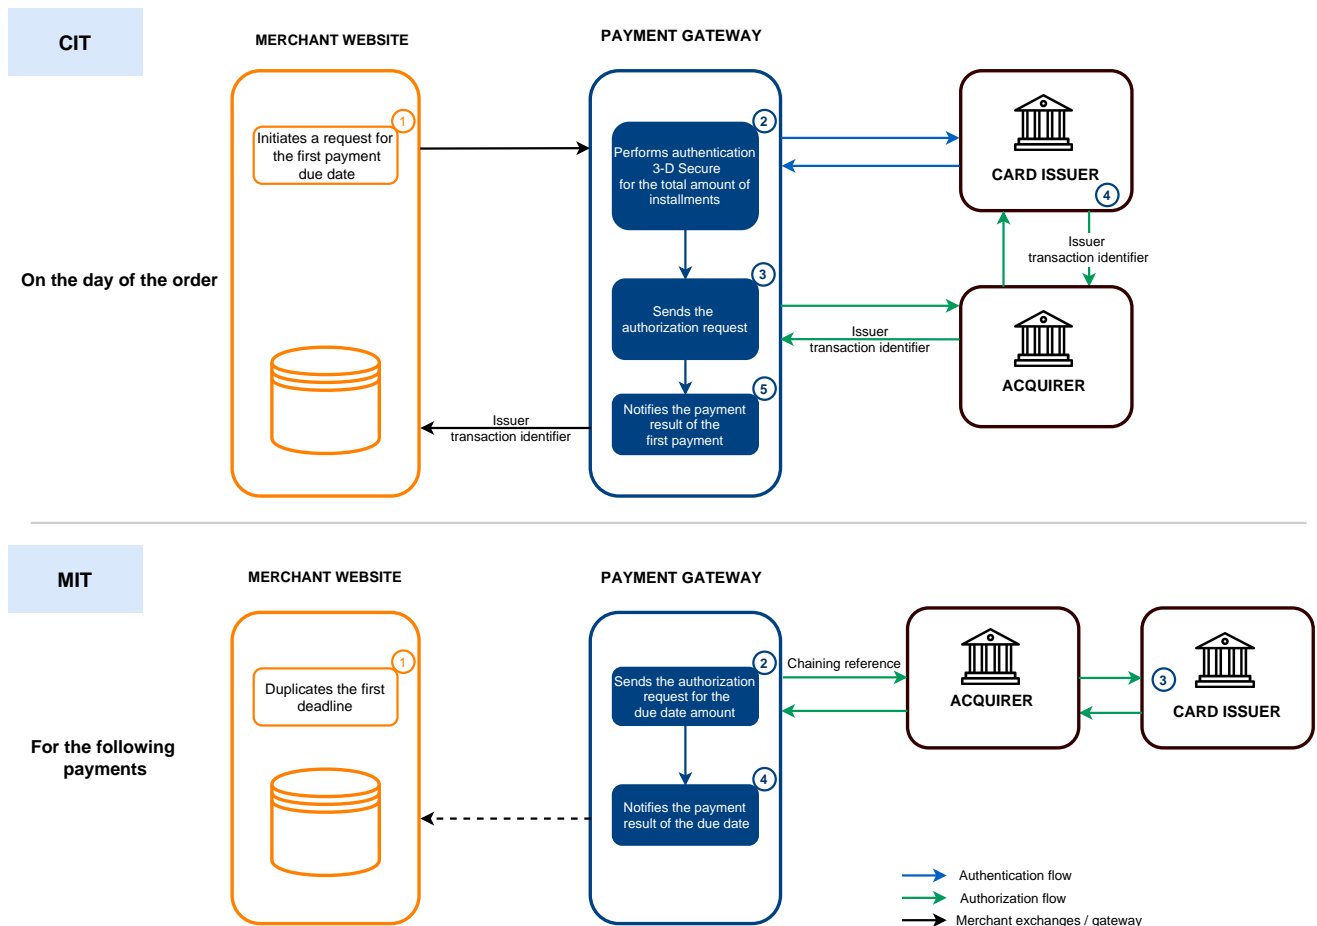 CIT
MERCHANT WEBSITE
PAYMENT GATEWAY
1
Initiates a request for
the first payment
due date
2
Performs authentication
3-D Secure
for the total amount of
installments
CARD ISSUER
4
Issuer
transaction identifier
On the day of the order
3
Sends the
authorization request
Issuer
transaction identifier
ACQUIRER
5
Notifies the payment
result of the
first payment
Issuer
transaction identifier
MIT
MERCHANT WEBSITE
PAYMENT GATEWAY
1
Duplicates the first
deadline
2
Sends the authorization
request for the
due date amount
Chaining reference
ACQUIRER
3
CARD ISSUER
For the following
payments
4
Notifies the payment
result of the due date
Authentication flow
Authorization flow
Merchant exchanges / gateway